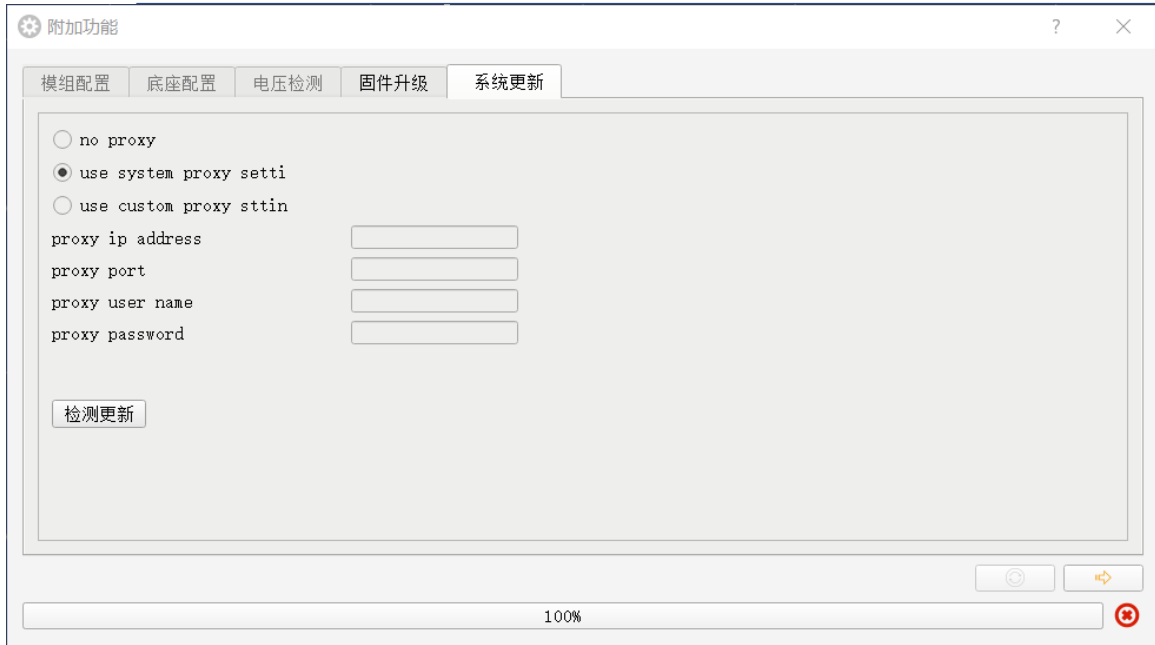 附加功能 ?
模组配置 底座配置 电压检测 固件升级 系统更新
no proxy
use system proxy setti
use custom proxy sttin
proxy ip address
proxy port
proxy user name
proxy password
检测更新
100%